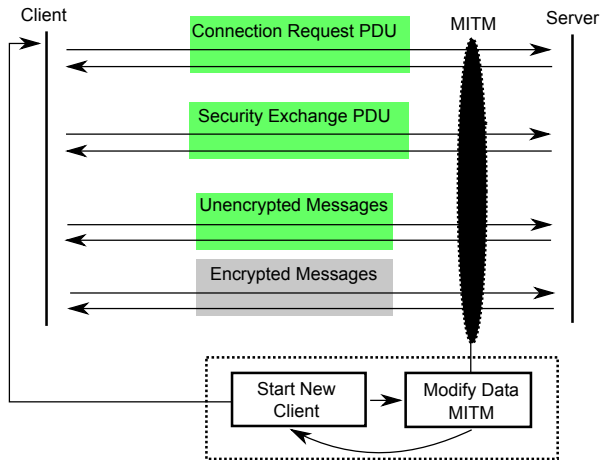 Client
MITM
Server
Connection Request PDU
Security Exchange PDU
Unencrypted Messages
Encrypted Messages
Start New
Client
Modify Data
MITM